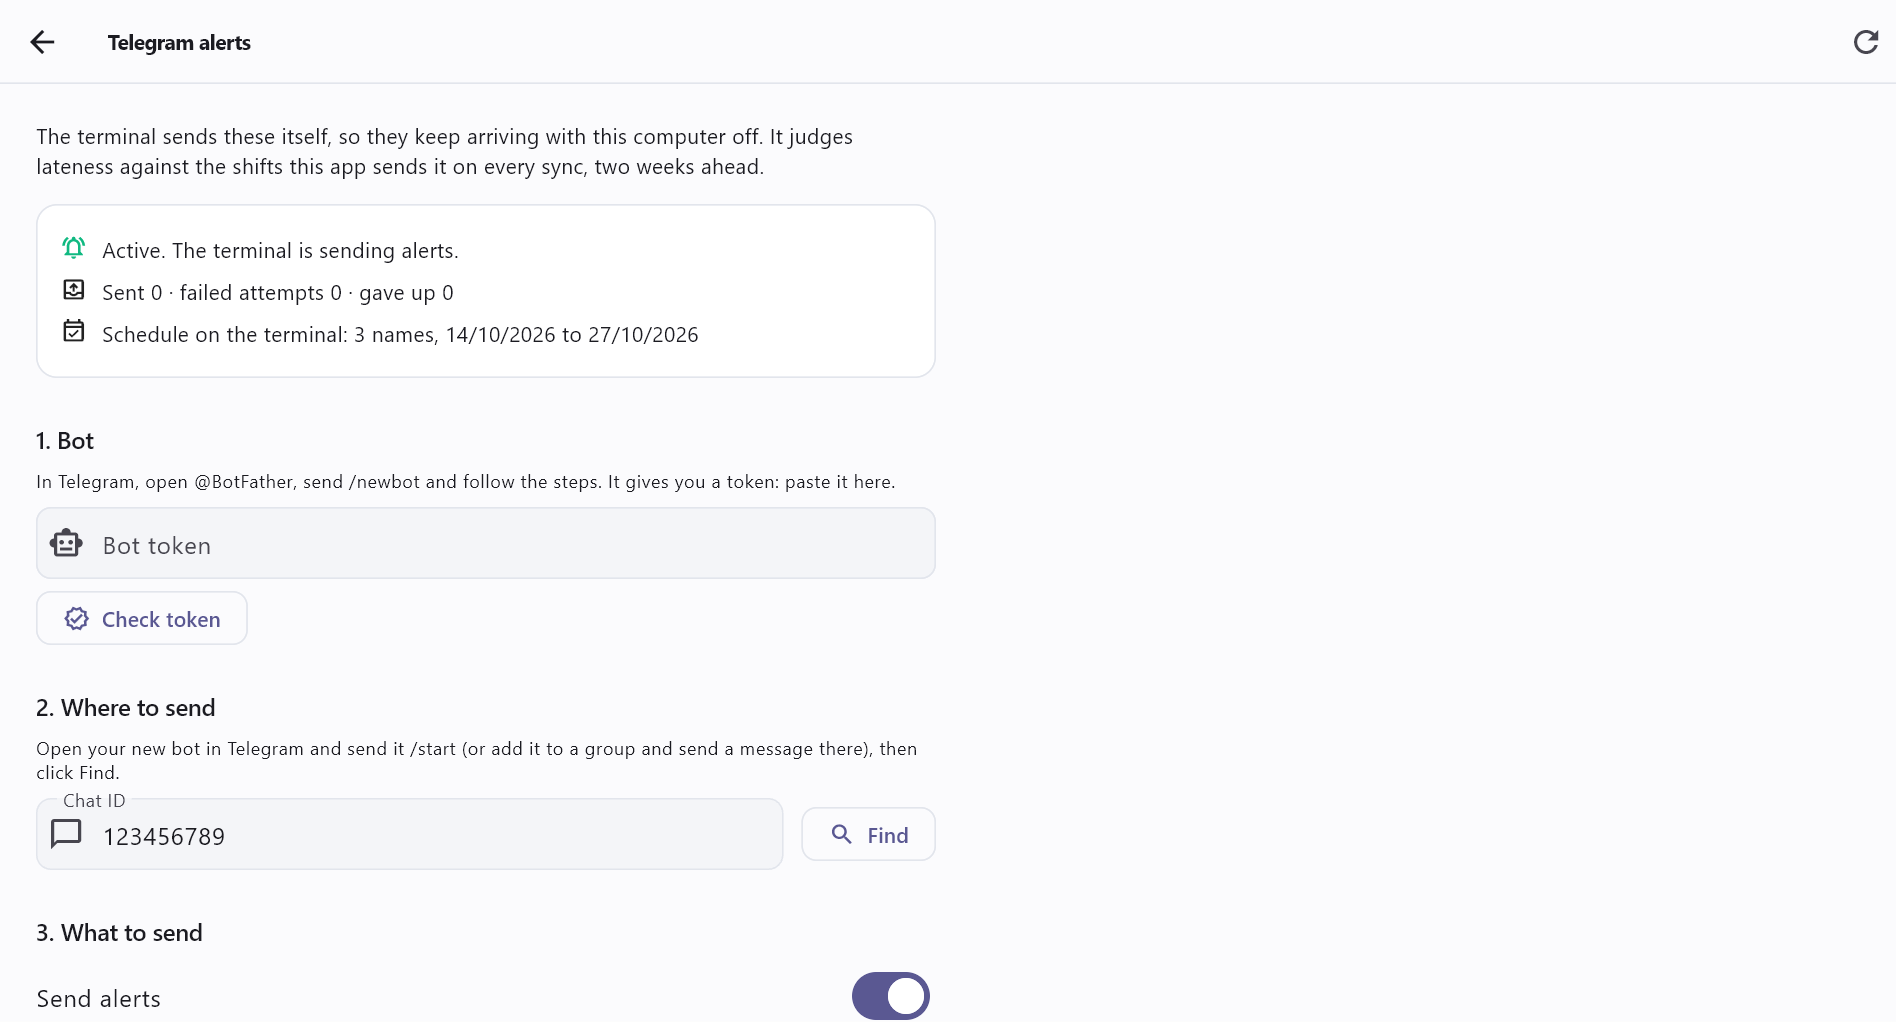 Telegram alerts
The terminal sends these itself, so they keep arriving with this computer off. It judges
lateness against the shifts this app sends it on every sync, two weeks ahead.
Active. The terminal is sending alerts.
Sent 0 · failed attempts 0 · gave up 0
Schedule on the terminal: 3 names, 14/10/2026 to 27/10/2026
1. Bot
In Telegram, open @BotFather, send /newbot and follow the steps. It gives you a token: paste it here.
Bot token
Check token
2. Where to send
Open your new bot in Telegram and send it /start (or add it to a group and send a message there), then
click Find.
Chat ID
123456789
Find
3. What to send
Send alerts